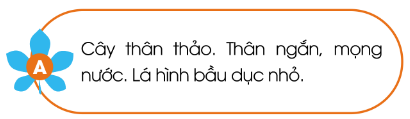 A
Cây thân thảo. Thân ngắn, mọng
nước. Lá hình bầu dục nhỏ.